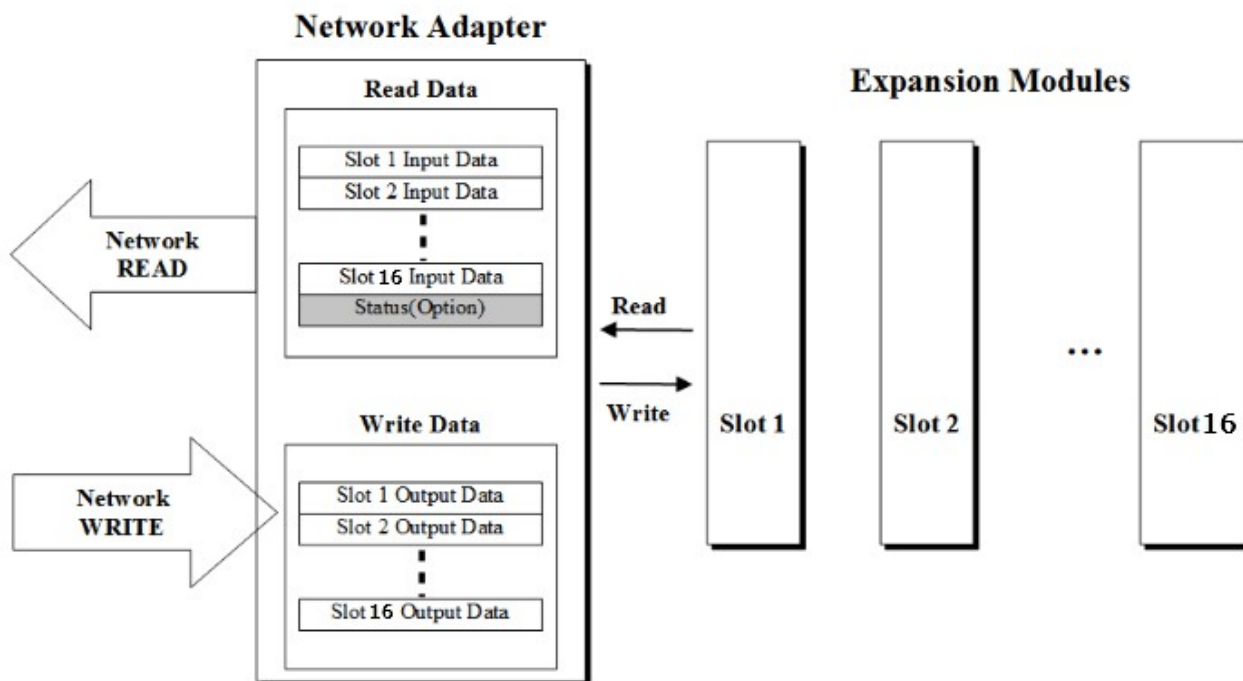 Network Adapter
Expansion Modules
Read Data
Slot 1 Input Data
Slot 2 Input Data
Slot 16 Input Data
Status(Option)
Network
READ
Read
Write
Write Data
Slot 1 Output Data
Slot 2 Output Data
Slot 16 Output Data
Network
WRITE
Slot 1
Slot 2
...
Slot 16